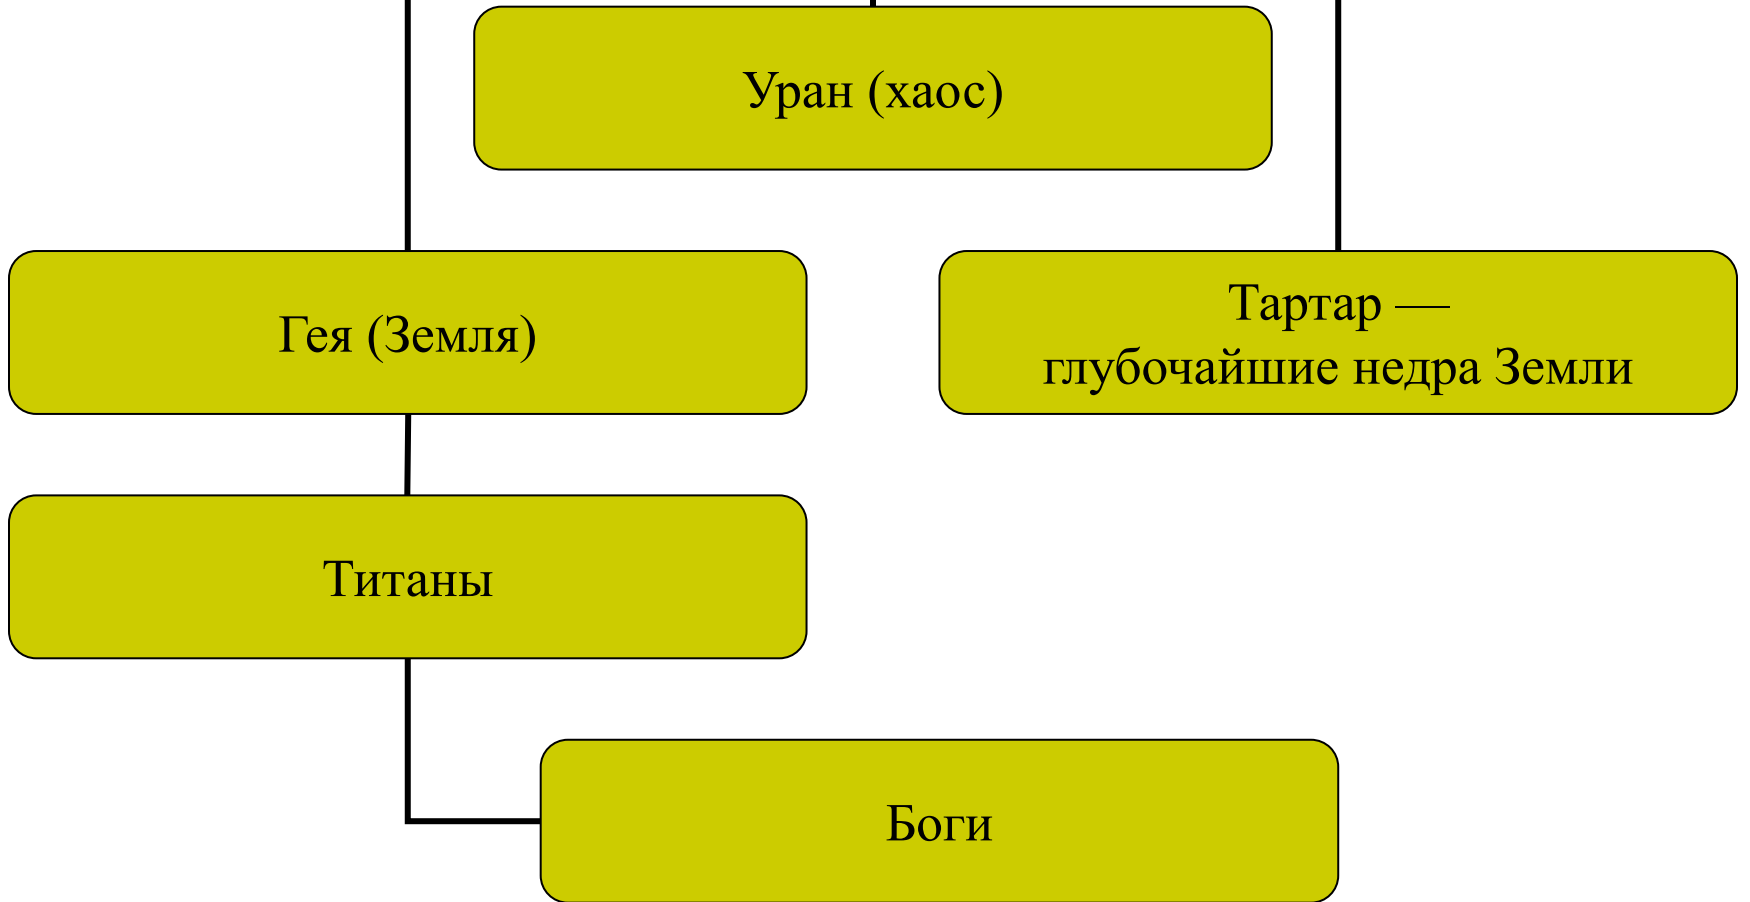 Уран (хаос)
Гея (Земля)
Тартар —
глубочайшие недра Земли
Титаны
Боги